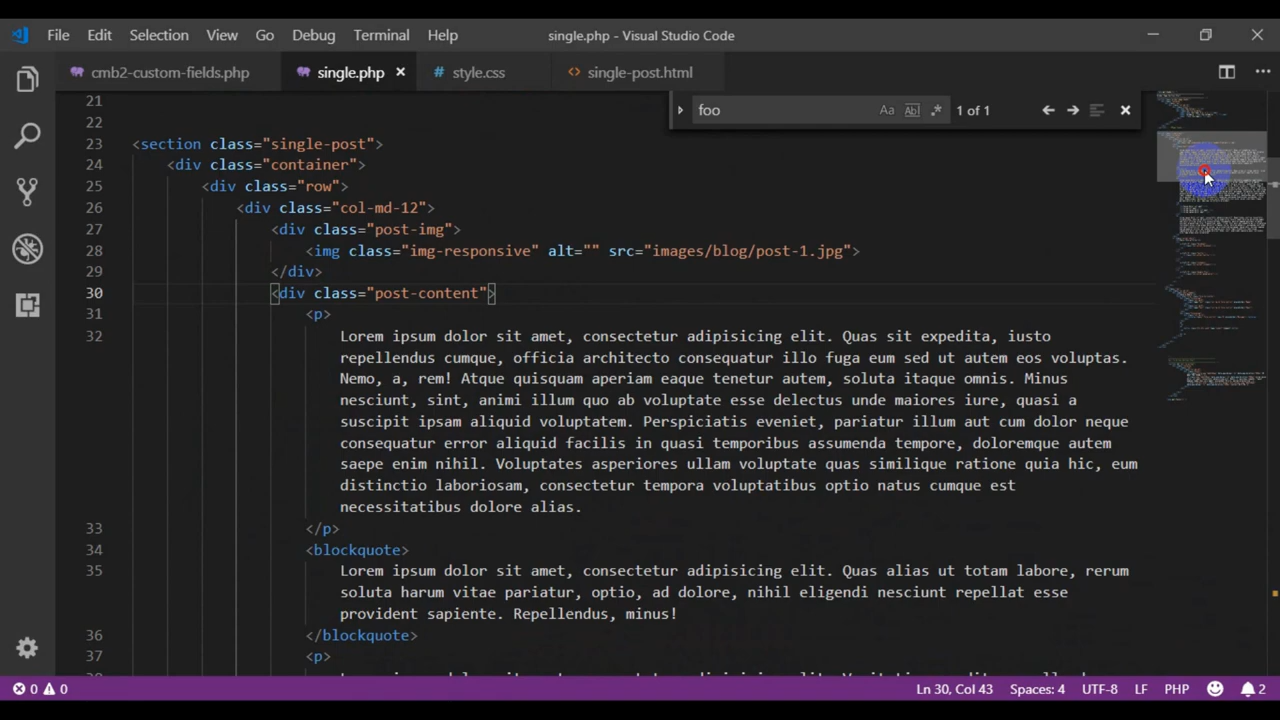 File Edit Selection View Go Debug Terminal Help single.php - Visual Studio Code
cmb2-custom-fields.php single.php style.css single-post.html
foo Aa Abl .* 1 of 1
21
22
23 <section class="single-post">
24 <div class="container">
25 <div class="row">
26 <div class="col-md-12">
27 <div class="post-img">
28 <img class="img-responsive" alt="" src="images/blog/post-1.jpg">
29 </div>
30 <div class="post-content">
31 <p>
32 Lorem ipsum dolor sit amet, consectetur adipisicing elit. Quas sit expedita, iusto
repellendus cumque, officia architecto consequatur illo fuga eum sed ut autem eos voluptas.
Nemo, a, rem! Atque quisquam aperiam eaque tenetur autem, soluta itaque omnis. Minus
nesciunt, sint, animi illum quo ab voluptate esse delectus unde maiores iure, quasi a
suscipit ipsam aliquid voluptatem. Perspiciatis eveniet, pariatur illum aut cum dolor neque
consequatur error aliquid facilis in quasi temporibus assumenda tempore, doloremque autem
saepe enim nihil. Voluptates asperiores ullam voluptate quas similique ratione quia hic, eum
distinctio laboriosam, consectetur tempora voluptatibus optio natus cumque est
necessitatibus dolore alias.
33 </p>
34 <blockquote>
35 Lorem ipsum dolor sit amet, consectetur adipisicing elit. Quas alias ut totam labore, rerum
soluta harum vitae pariatur, optio, ad dolore, nihil eligendi nesciunt repellat esse
provident sapiente. Repellendus, minus!
36 </blockquote>
37 <p>
0 0 Ln 30, Col 43 Spaces: 4 UTF-8 LF PHP 2